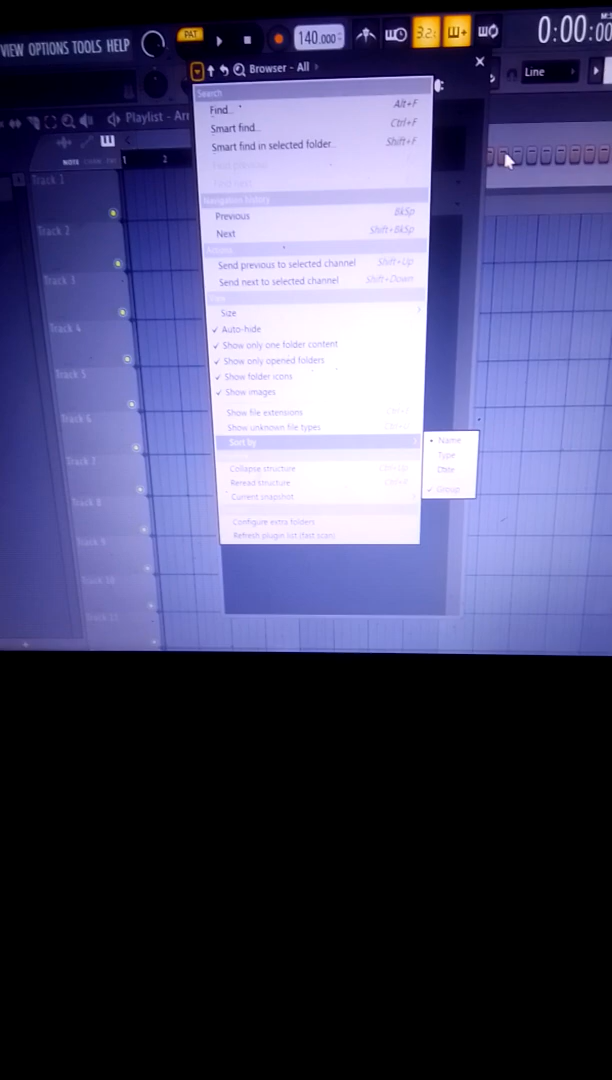 VIEW OPTIONS TOOLS HELP
PAT
140.000
3.2:
0:00:00
M:S
Browser - All
Line
Playlist - Arr
NOTE
1
2
Track 1
Track 2
Track 3
Track 4
Track 5
Track 6
Track 7
Track 8
Track 9
Track 10
Track 11
Search
Find... Alt+F
Smart find... Ctrl+F
Smart find in selected folder... Shift+F
Navigation history
Previous BkSp
Next Shift+BkSp
Send previous to selected channel Shift+Up
Send next to selected channel Shift+Down
Size
Auto-hide
Show only one folder content
Show only opened folders
Show folder icons
Show images
Show file extensions
Show unknown file types
Sort by
Name
Type
Date
Group
Collapse structure
Reread structure
Current snapshot
Configure extra folders
Refresh plugin list (fast scan)